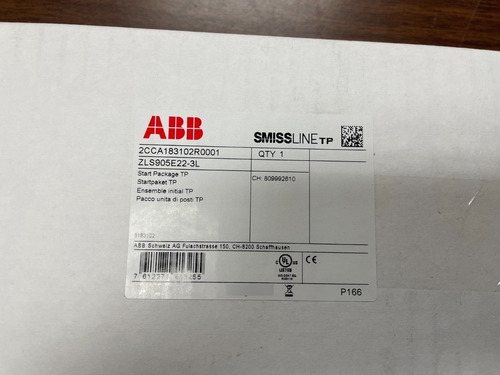 ABB
SMISSLINE TP
2CCA183102R0001
QTY 1
ZLS905E22-3L
Start Package TP
CH: 809992610
Startpaket TP
Ensemble initial TP
Pacco unita di posti TP
ABB Schweiz AG Fulachstrasse 150, CH-8200 Schaffhausen
UL
LISTED
CE
P166